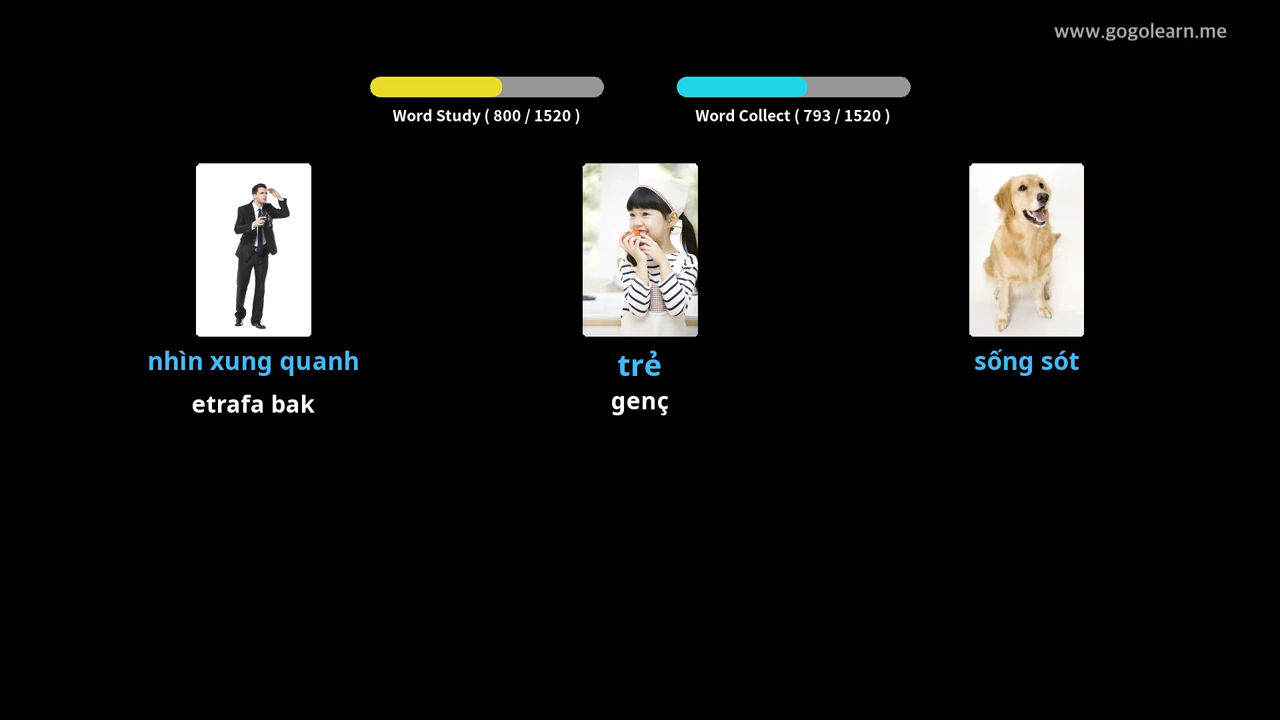 www.gogolearn.me
Word Study ( 800 / 1520 )
Word Collect ( 793 / 1520 )
nhìn xung quanh
etrafa bak
trẻ
genç
sống sót